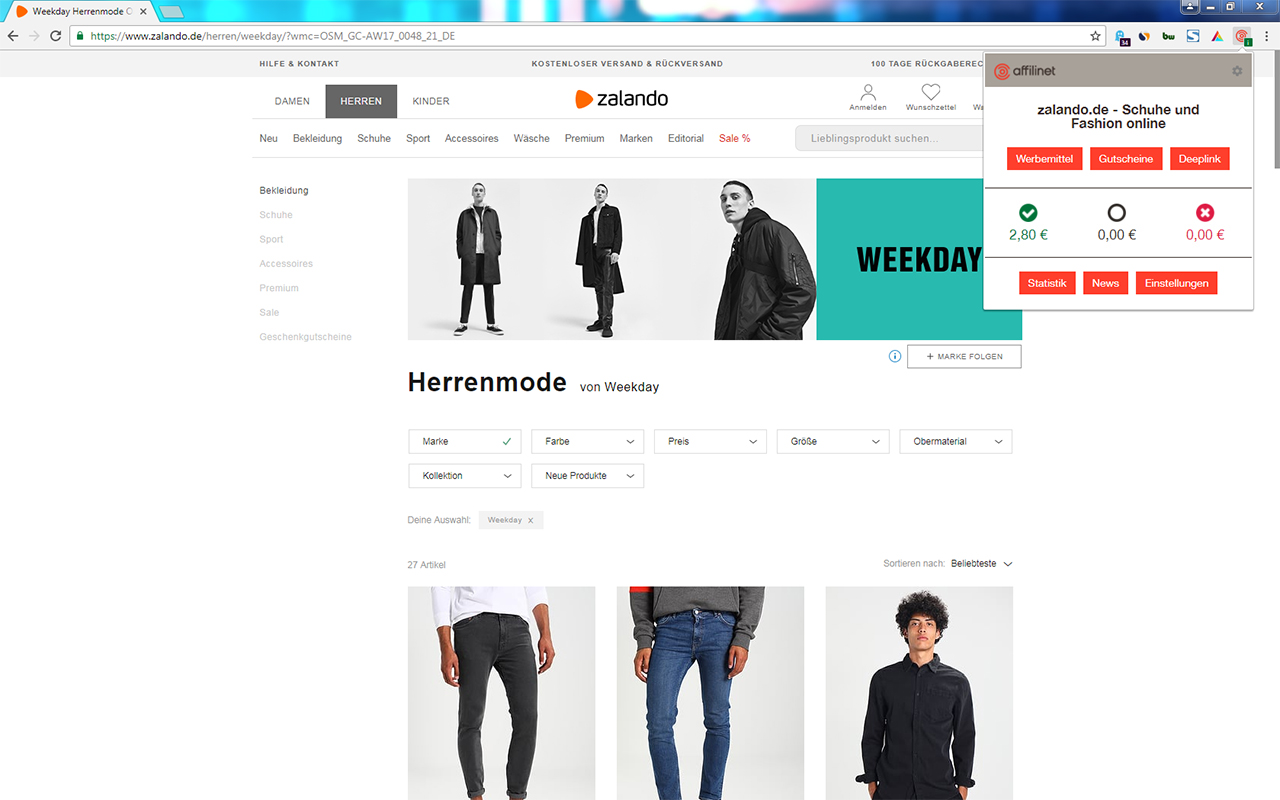 Weekday Herrenmode
https://www.zalando.de/herren/weekday/?wmc=OSM_GC-AW17_0048_21_DE
34
bw
1
HILFE & KONTAKT
KOSTENLOSER VERSAND & RÜCKVERSAND
100 TAGE
DAMEN
HERREN
KINDER
zalando
Anmelden
Wunschzettel
Neu
Bekleidung
Schuhe
Sport
Accessoires
Wäsche
Premium
Marken
Editorial
Sale %
Lieblingsprodukt suchen...
affilinet
zalando.de - Schuhe und
Fashion online
Werbemittel
Gutscheine
Deeplink
2,80 €
0,00 €
0,00 €
Statistik
News
Einstellungen
Bekleidung
Schuhe
Sport
Accessoires
Premium
Sale
Geschenkgutscheine
WEEKDAY
+ MARKE FOLGEN
Herrenmode von Weekday
Marke
Farbe
Preis
Größe
Obermaterial
Kollektion
Neue Produkte
Deine Auswahl:
Weekday x
27 Artikel
Sortieren nach: Beliebteste